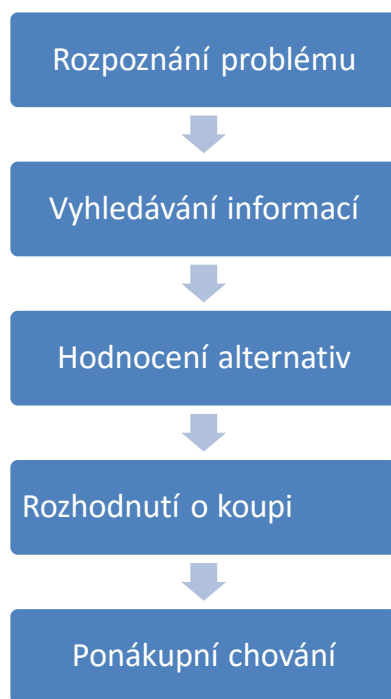 Rozpoznání problému
Vyhledávání informací
Hodnocení alternativ
Rozhodnutí o koupi
Ponákupní chování